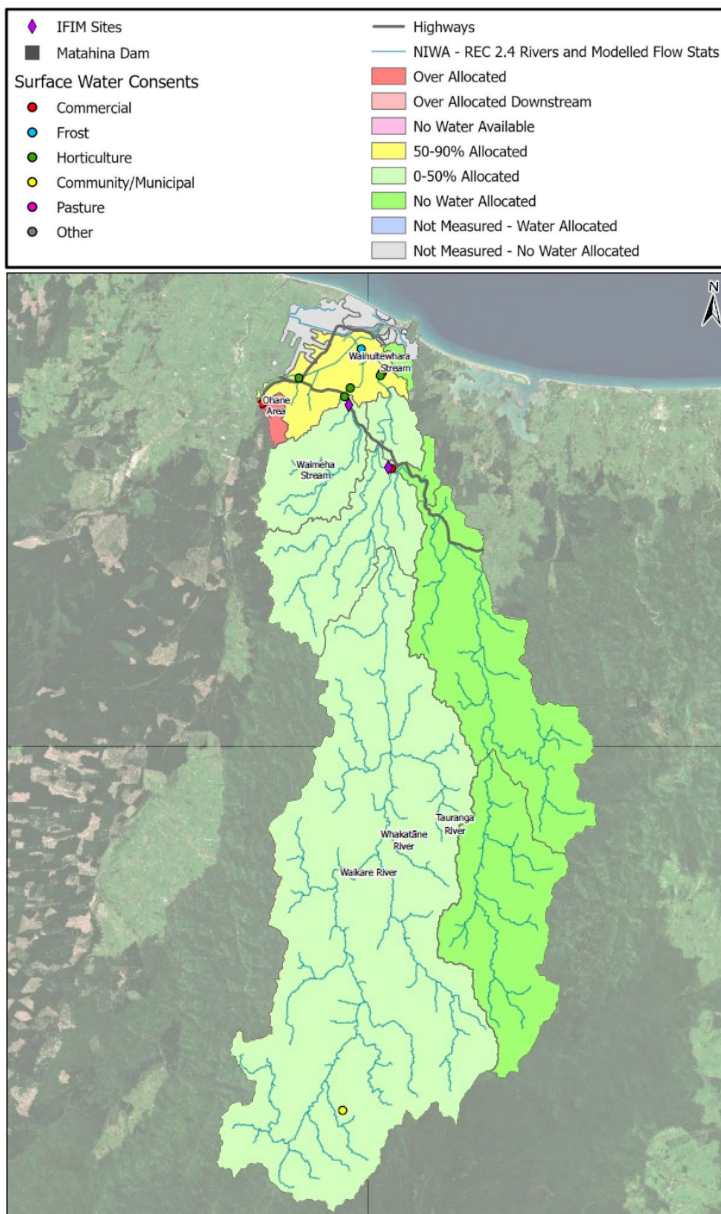 IFIM Sites
Matahina Dam
Surface Water Consents
Commercial
Frost
Horticulture
Community/Municipal
Pasture
Other
Highways
NIWA - REC 2.4 Rivers and Modelled Flow Stats
Over Allocated
Over Allocated Downstream
No Water Available
50-90% Allocated
0-50% Allocated
No Water Allocated
Not Measured - Water Allocated
Not Measured - No Water Allocated
N
Wainuitewhara
Stream
Ohane
Area
Waimeha
Stream
Tauranga
River
Whakatāne
River
Waikare River